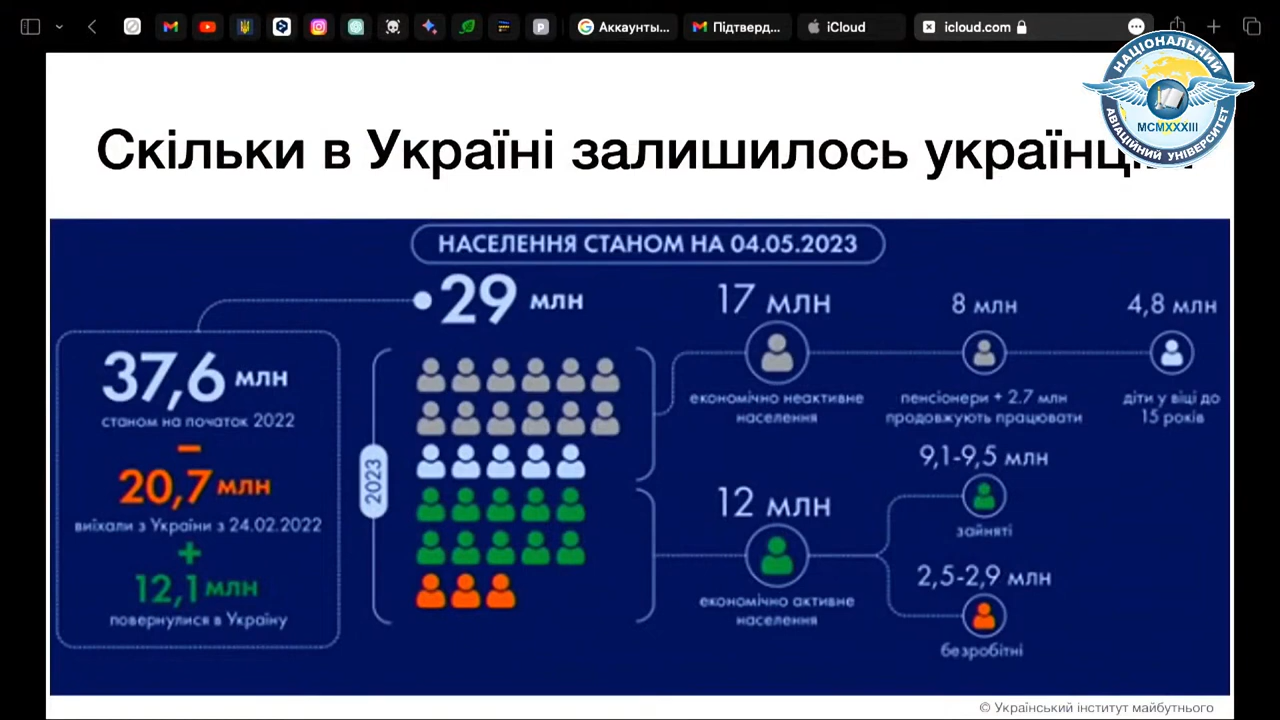 Аккаунты...
Підтверд...
iCloud
icloud.com
НАЦІОНАЛЬНИЙ
MCMXXXIII
АВІАЦІЙНИЙ УНІВЕРСИТЕТ
Скільки в Україні залишилось
НАСЕЛЕННЯ СТАНОМ НА 04.05.2023
29 млн
37,6 млн
станом на початок 2022
−
20,7 млн
виїхали з України з 24.02.2022
+
12,1 млн
повернулися в Україну
2023
17 млн
економічно неактивне
населення
8 млн
пенсіонери + 2.7 млн
продовжують працювати
4,8 млн
діти у віці до
15 років
12 млн
економічно активне
населення
9,1-9,5 млн
зайняті
2,5-2,9 млн
безробітні
© Український інститут майбутнього